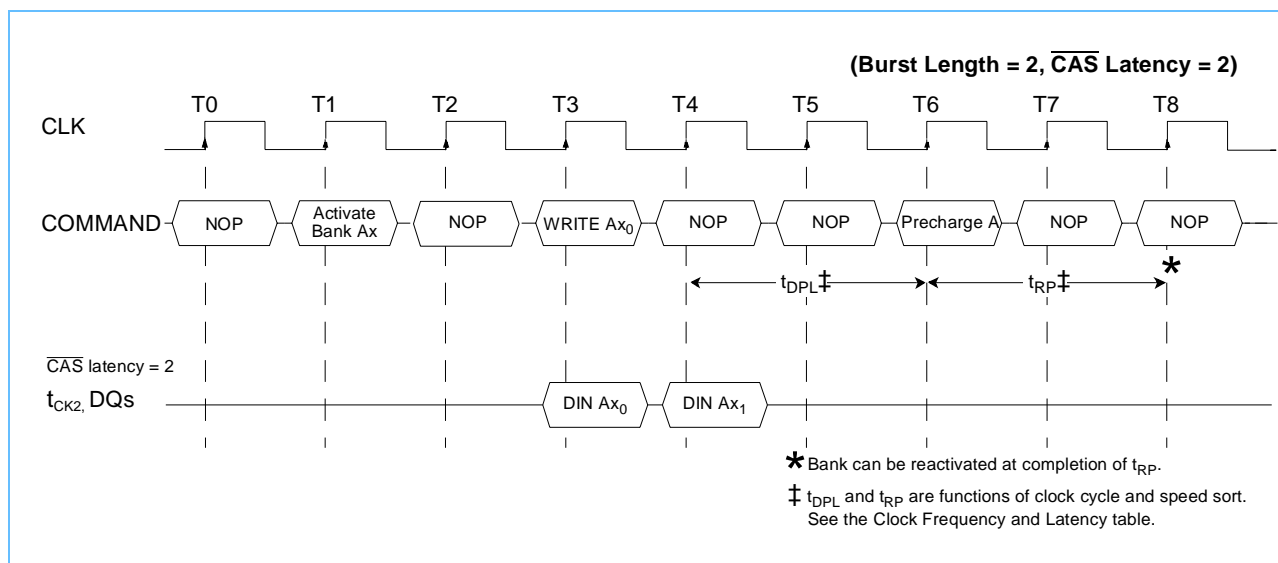 (Burst Length = 2, CAS Latency = 2)
T0 T1 T2 T3 T4 T5 T6 T7 T8
CLK
COMMAND NOP Activate Bank Ax NOP WRITE Ax0 NOP NOP Precharge A NOP NOP
*
tDPL‡ tRP‡
CAS latency = 2
tCK2, DQs DIN Ax0 DIN Ax1
* Bank can be reactivated at completion of tRP.
‡ tDPL and tRP are functions of clock cycle and speed sort.
See the Clock Frequency and Latency table.